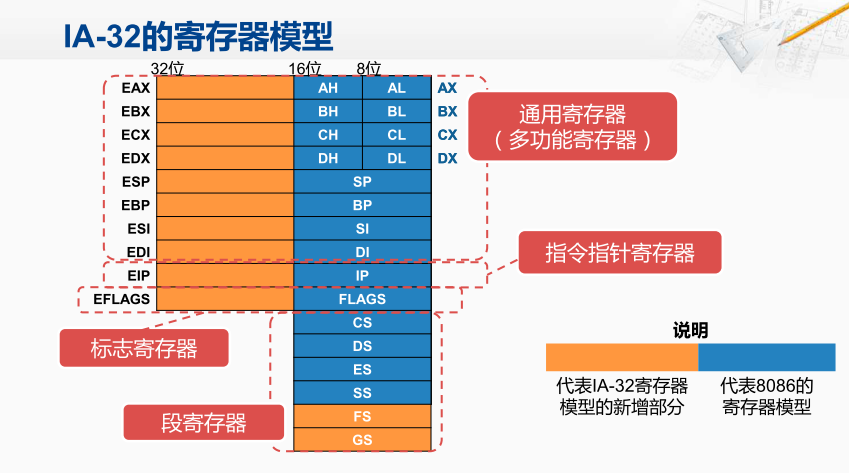 IA-32的寄存器模型
32位 16位 8位
EAX AH AL AX
EBX BH BL BX
ECX CH CL CX
EDX DH DL DX
ESP SP
EBP BP
ESI SI
EDI DI
EIP IP
EFLAGS FLAGS
CS
DS
ES
SS
FS
GS
通用寄存器
（多功能寄存器）
指令指针寄存器
标志寄存器
段寄存器
说明
代表IA-32寄存器
模型的新增部分
代表8086的
寄存器模型